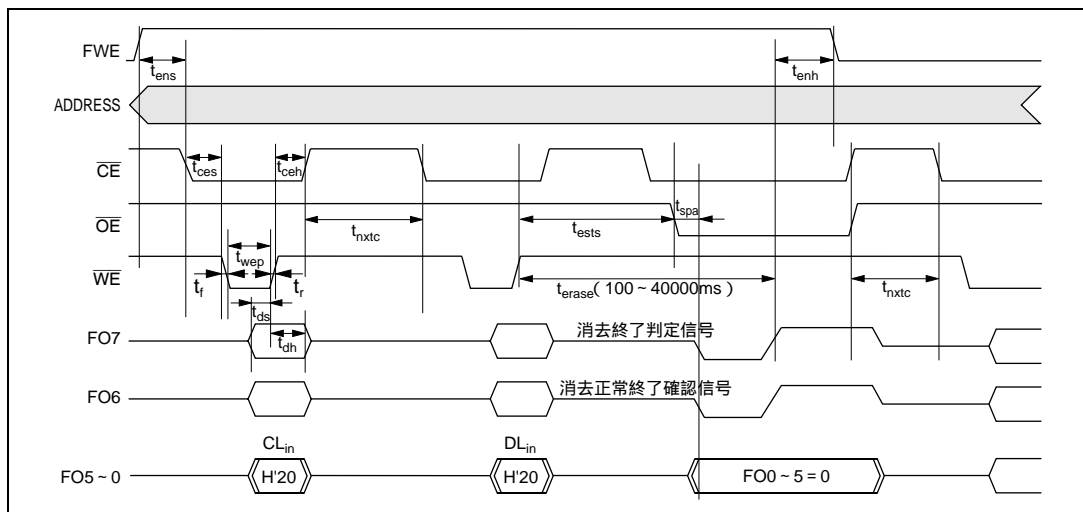 FWE
tens
tenh
ADDRESS
CE
tces
tceh
OE
tnxtc
tests
tspa
WE
twep
tf
tr
terase(100~40000ms)
tnxtc
tds
tdh
FO7
消去終了判定信号
FO6
消去正常終了確認信号
CLin
DLin
FO5~0
H'20
H'20
FO0~5=0